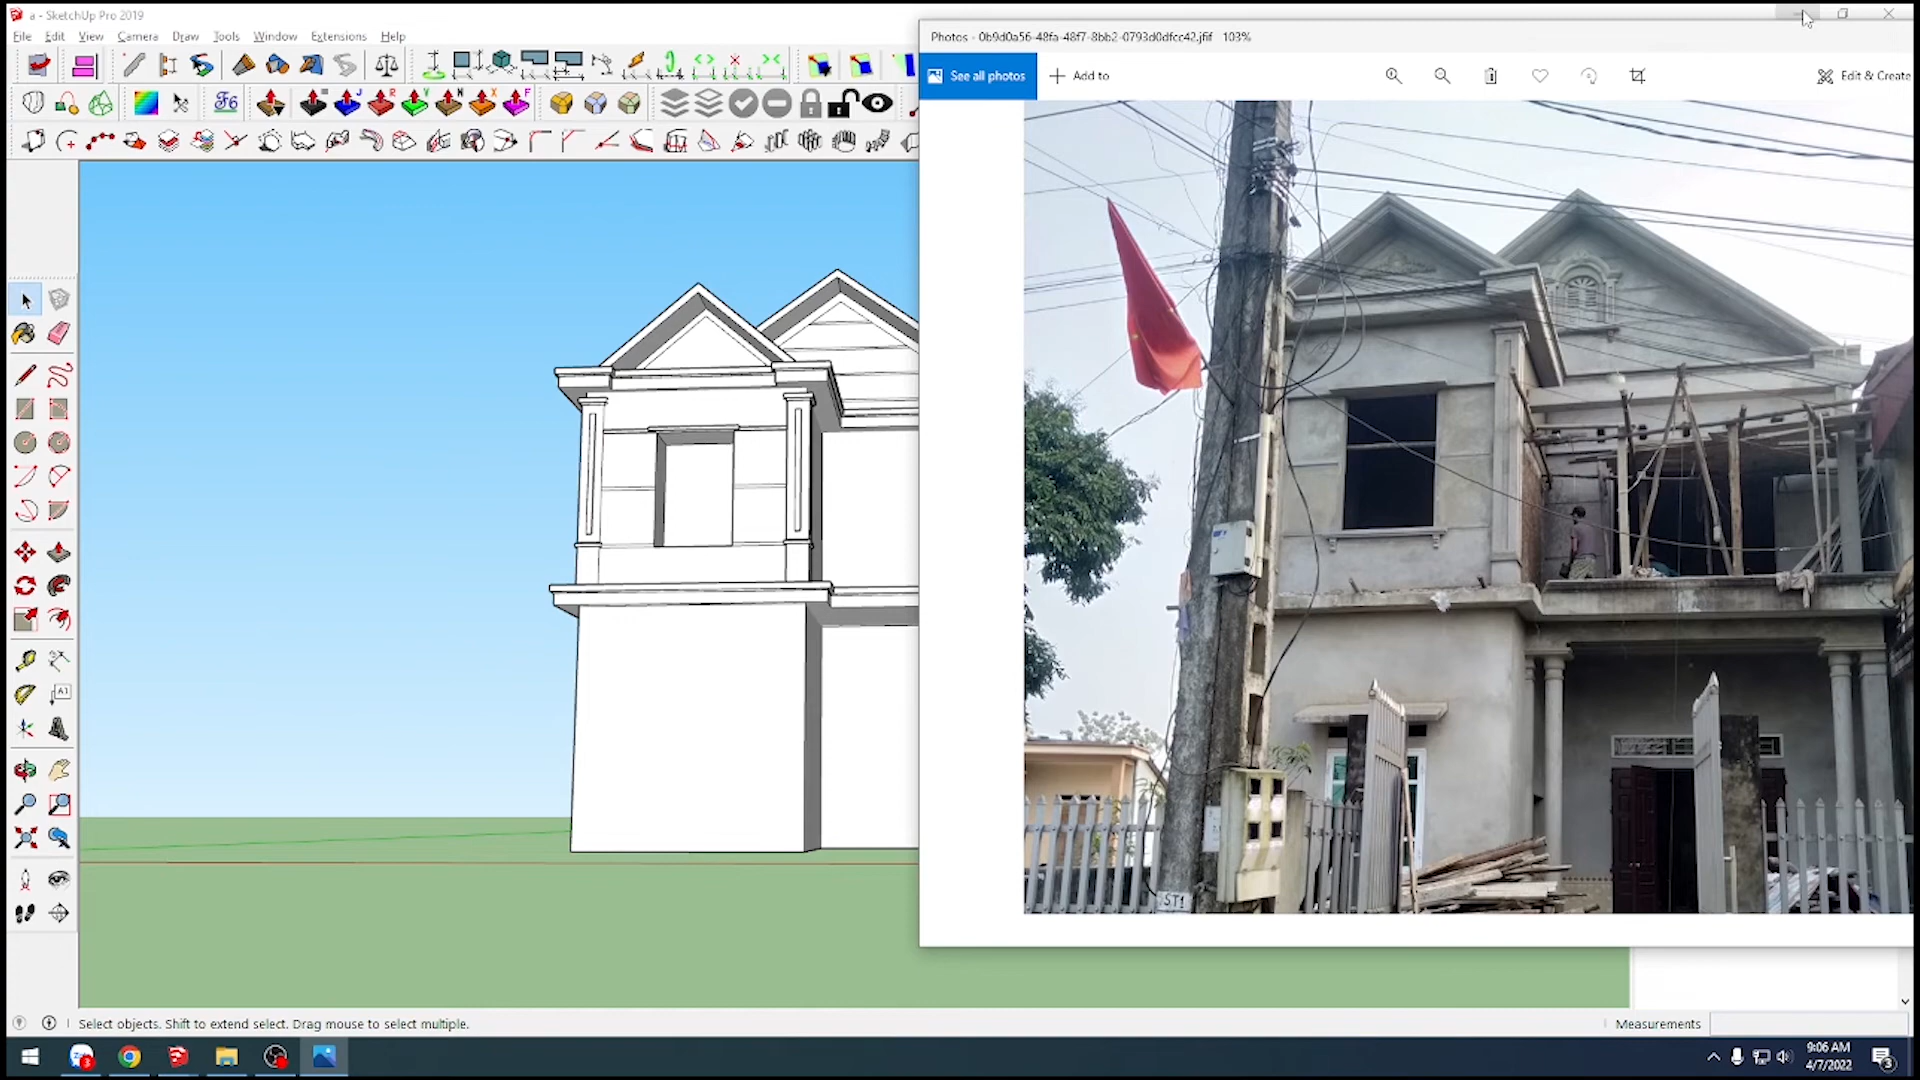 a - SketchUp Pro 2019
File Edit View Camera Draw Tools Window Extensions Help
Photos - 0b9d0a56-48fa-48f7-8bb2-0793d0dfcc42.jfif 103%
See all photos
Add to
Edit & Create
ST1
Select objects. Shift to extend select. Drag mouse to select multiple.
Measurements
9:06 AM
4/7/2022